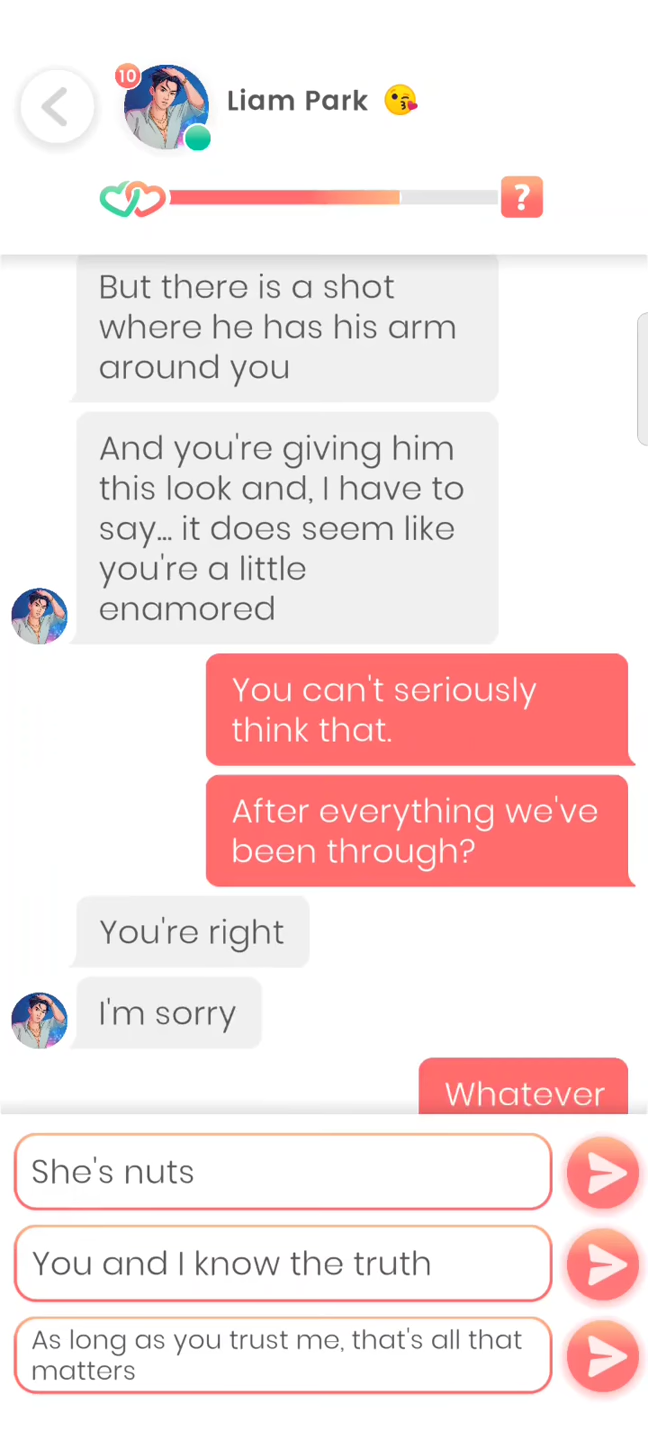 10
Liam Park 😘
?
But there is a shot
where he has his arm
around you
And you're giving him
this look and, I have to
say... it does seem like
you're a little
enamored
You can't seriously
think that.
After everything we've
been through?
You're right
I'm sorry
Whatever
She's nuts
You and I know the truth
As long as you trust me, that's all that
matters